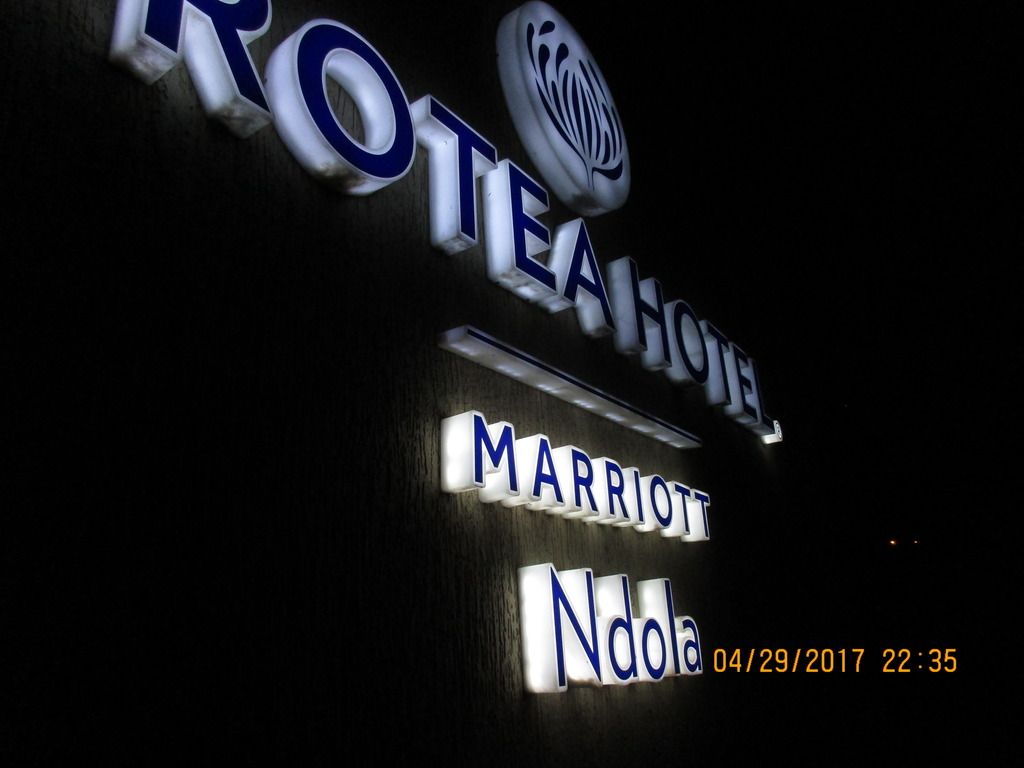 ROTEA HOTEL®
MARRIOTT
Ndola
04/29/2017 22:35